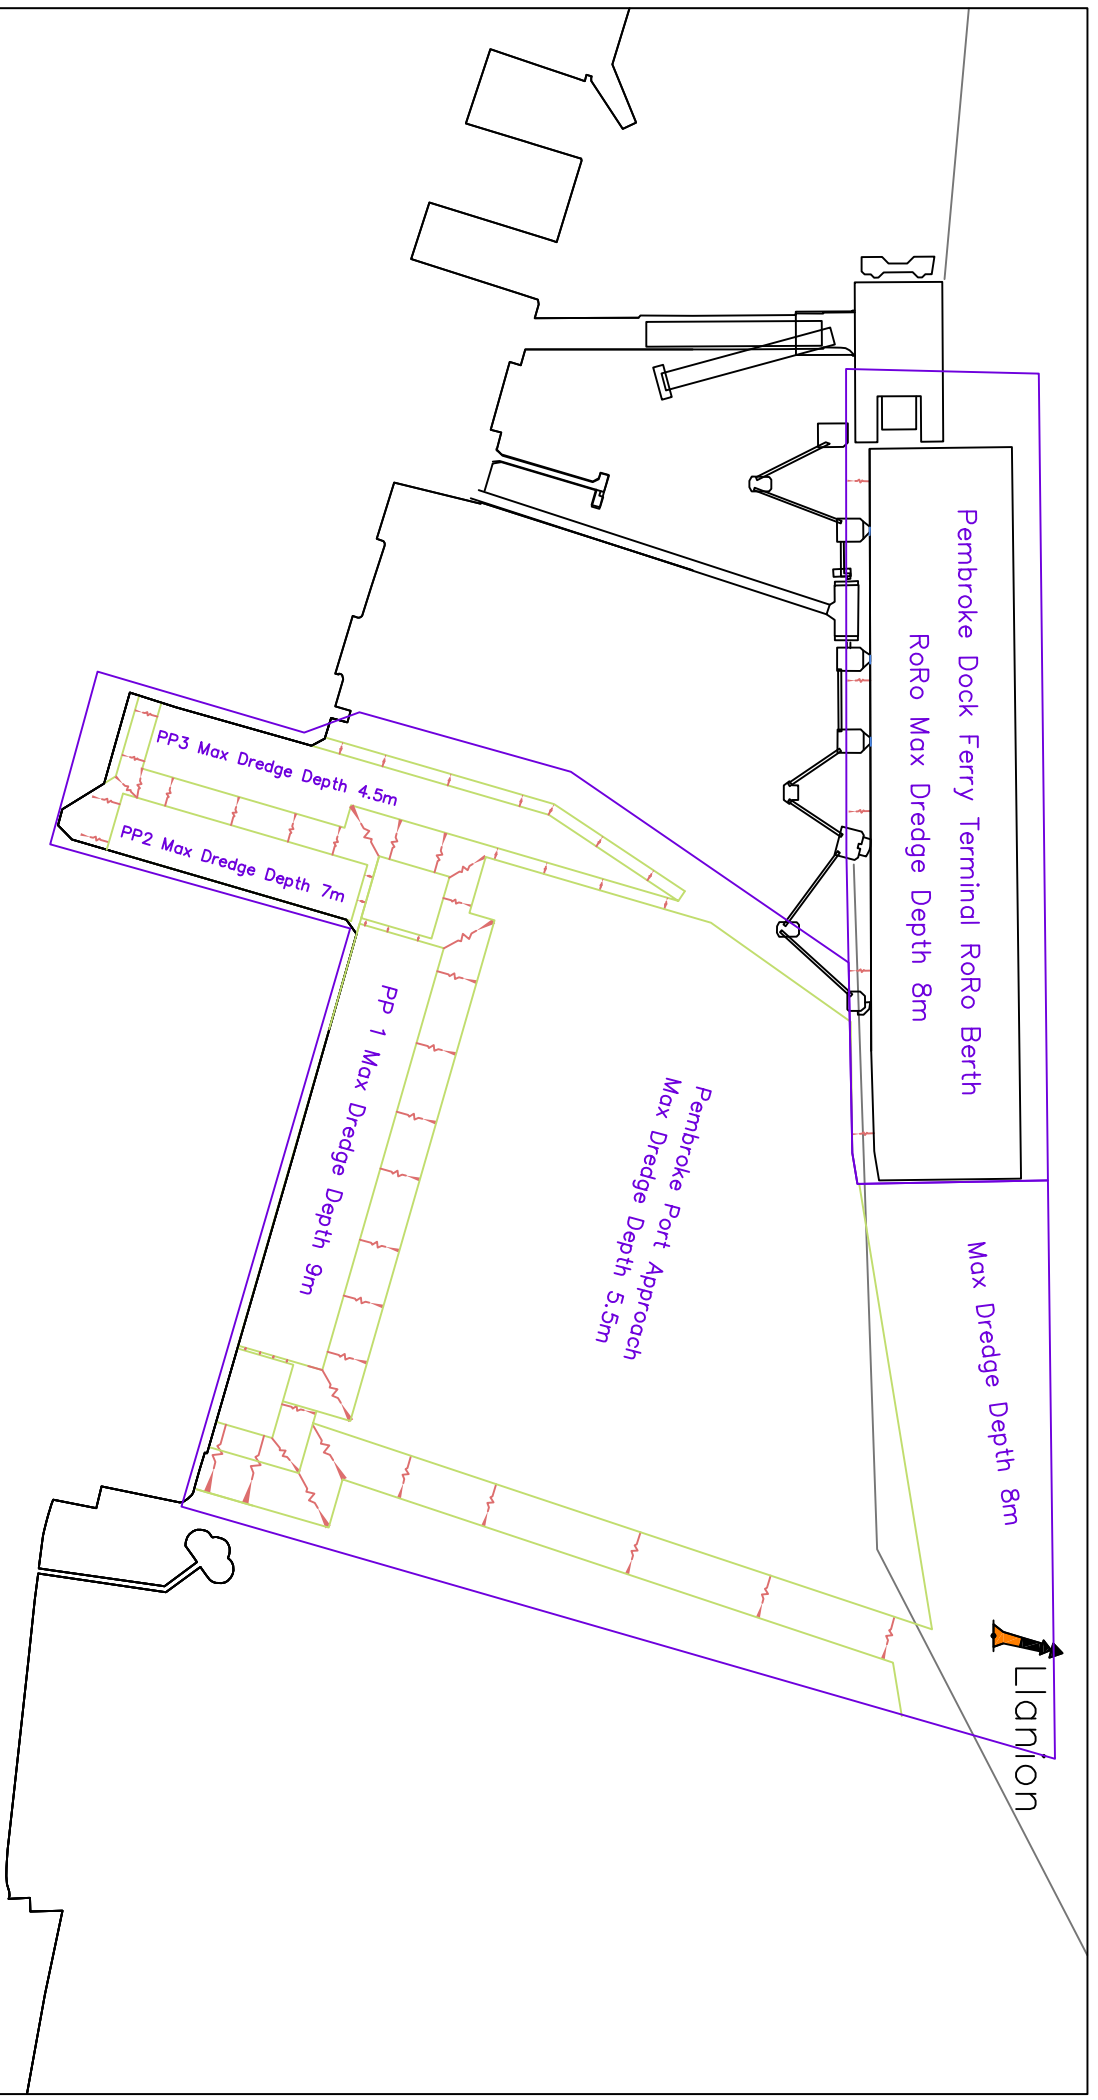 Pembroke Dock Ferry Terminal RoRo Berth
RoRo Max Dredge Depth 8m
Max Dredge Depth 8m
Llanion
Pembroke Port Approach
Max Dredge Depth 5.5m
PP3 Max Dredge Depth 4.5m
PP2 Max Dredge Depth 7m
PP 1 Max Dredge Depth 9m